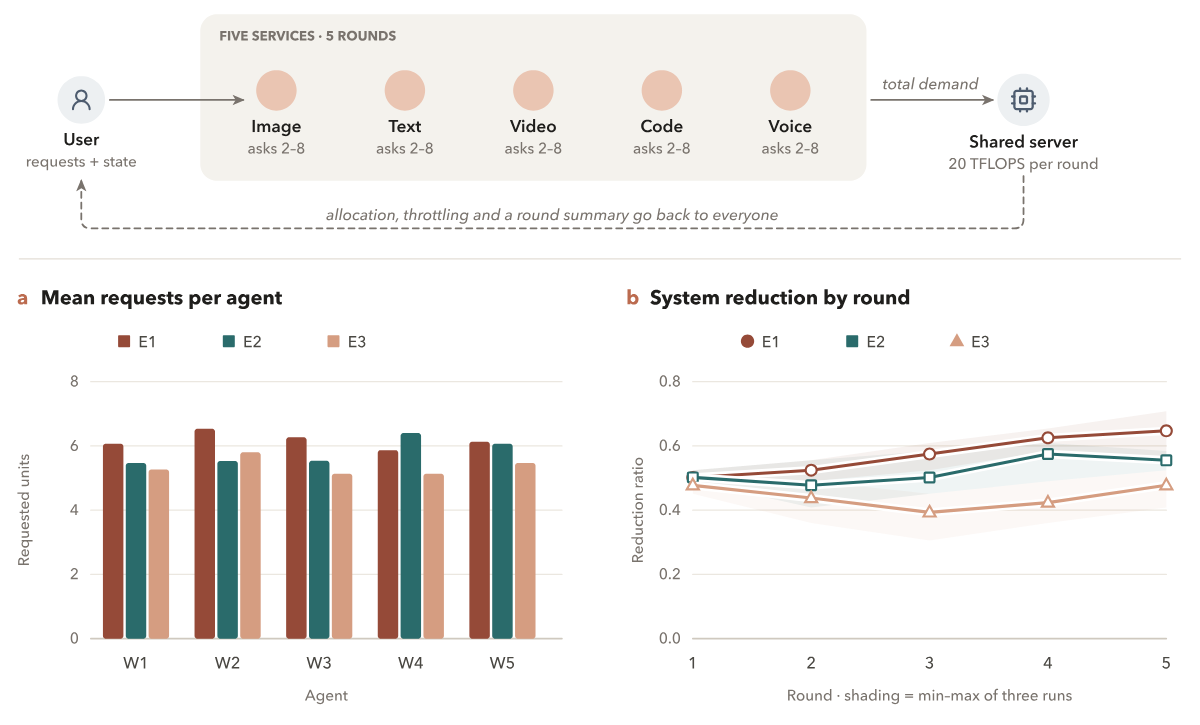 FIVE SERVICES · 5 ROUNDS
User
requests + state
Image
asks 2–8
Text
asks 2–8
Video
asks 2–8
Code
asks 2–8
Voice
asks 2–8
total demand
Shared server
20 TFLOPS per round
allocation, throttling and a round summary go back to everyone
a Mean requests per agent
E1 E2 E3
Requested units
8
6
4
2
0
W1 W2 W3 W4 W5
Agent
b System reduction by round
E1 E2 E3
Reduction ratio
0.8
0.6
0.4
0.2
0.0
1 2 3 4 5
Round · shading = min–max of three runs